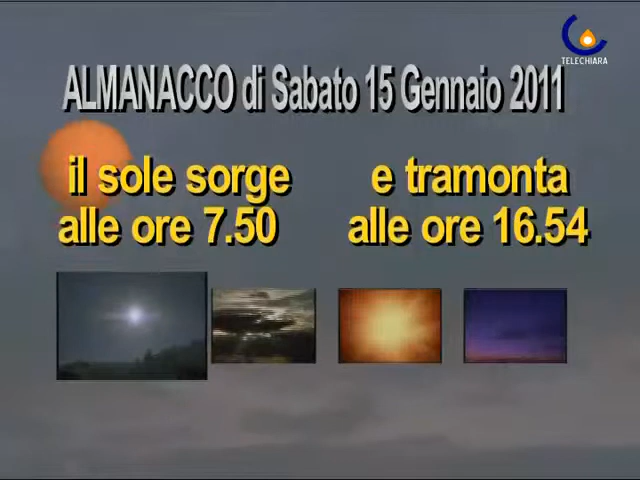 TELECHIARA
ALMANACCO di Sabato 15 Gennaio 2011
il sole sorge
alle ore 7.50
e tramonta
alle ore 16.54